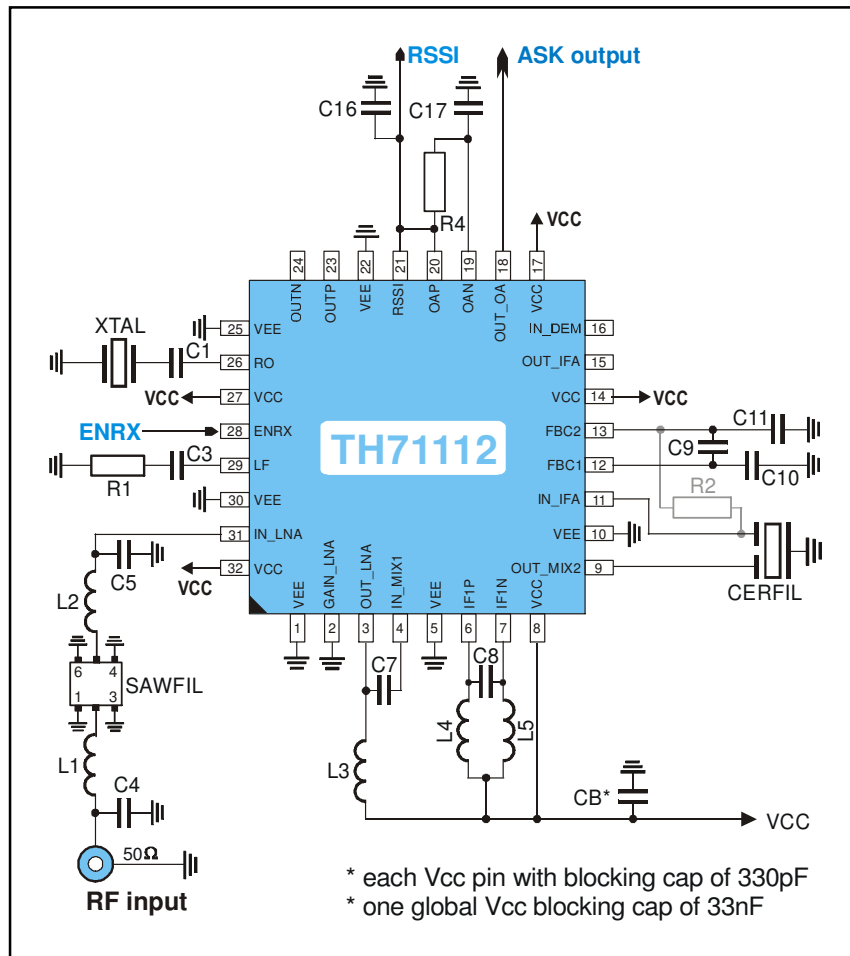 RSSI
ASK output
C16
C17
R4
VCC
24
23
22
21
20
19
18
17
OUTN
OUTP
VEE
RSSI
OAP
OAN
OUT_OA
VCC
XTAL
C1
25
VEE
IN_DEM
16
26
RO
OUT_IFA
15
VCC
27
VCC
VCC
14
VCC
ENRX
28
ENRX
FBC2
13
C11
C9
R1
C3
29
LF
TH71112
FBC1
12
C10
30
VEE
IN_IFA
11
R2
31
IN_LNA
VEE
10
VCC
32
VCC
OUT_MIX2
9
CERFIL
C5
L2
VEE
GAIN_LNA
OUT_LNA
IN_MIX1
VEE
IF1P
IF1N
VCC
1
2
3
4
5
6
7
8
6
4
SAWFIL
1
3
C7
C8
L4
L5
L1
L3
C4
CB*
VCC
50Ω
RF input
* each Vcc pin with blocking cap of 330pF
* one global Vcc blocking cap of 33nF